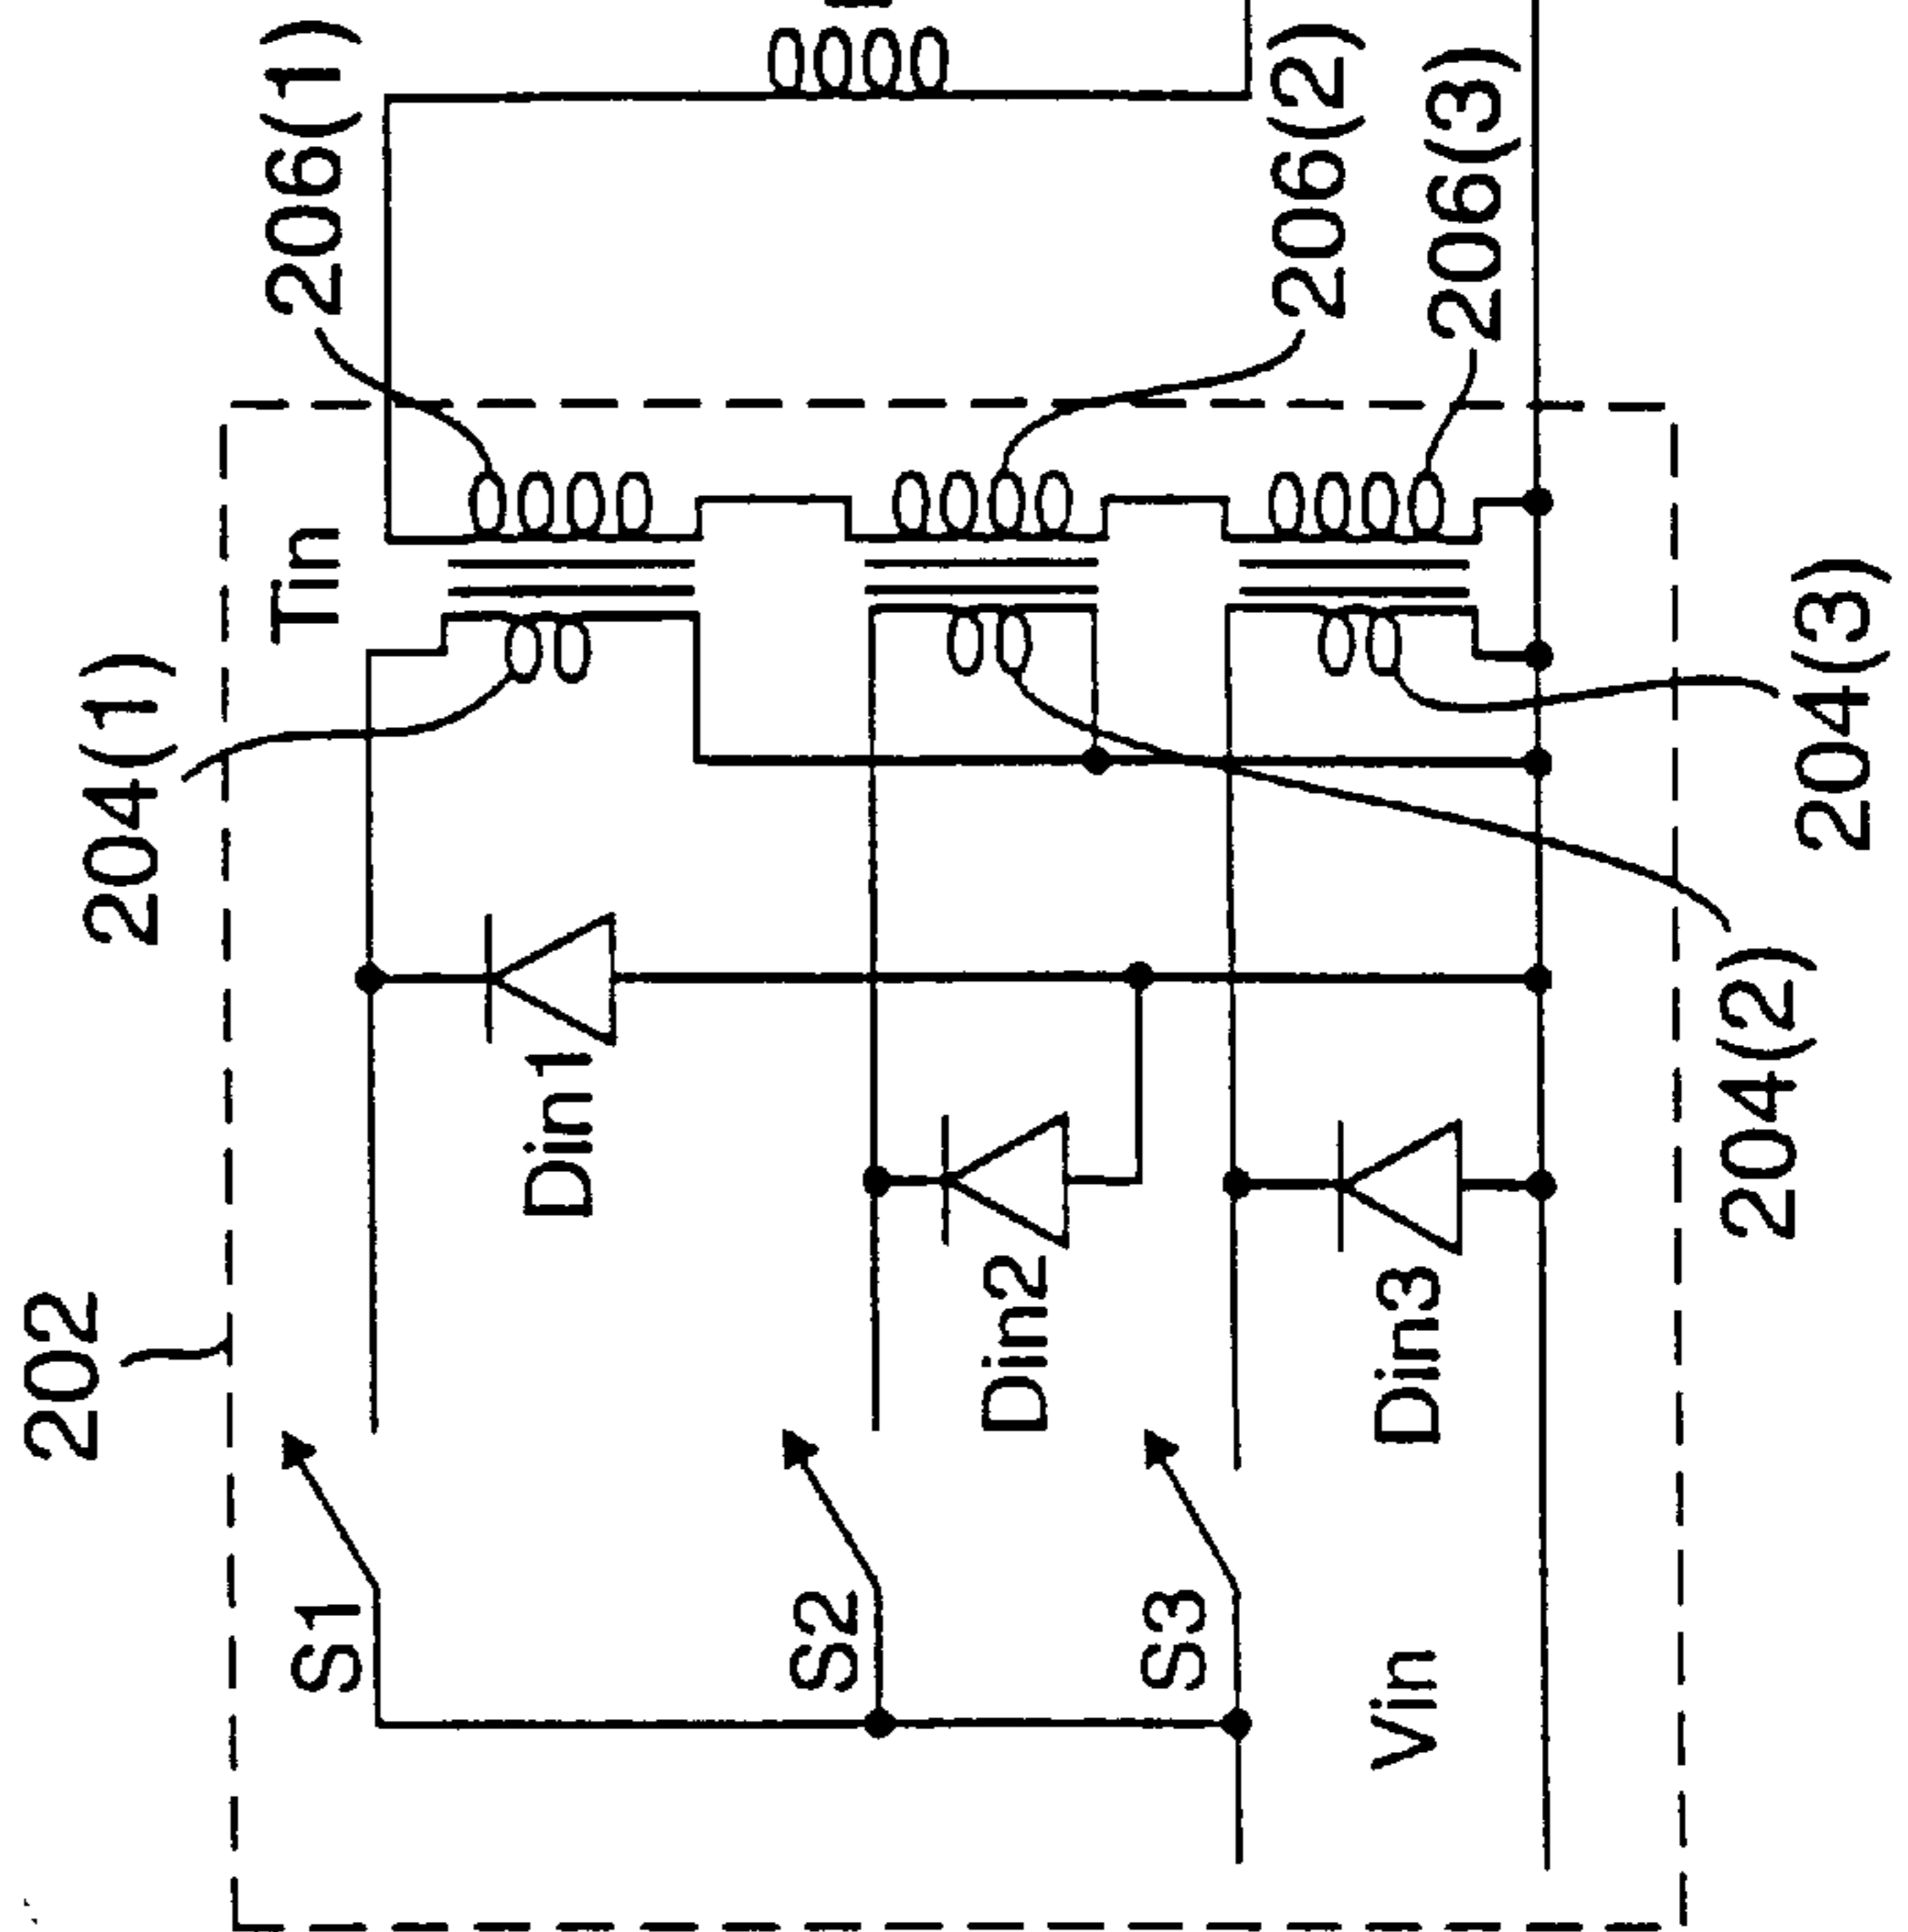 202
204(1)
Tin
206(1)
S1
Din1
S2
Din2
206(2)
S3
Din3
Vin
206(3)
204(2)
204(3)